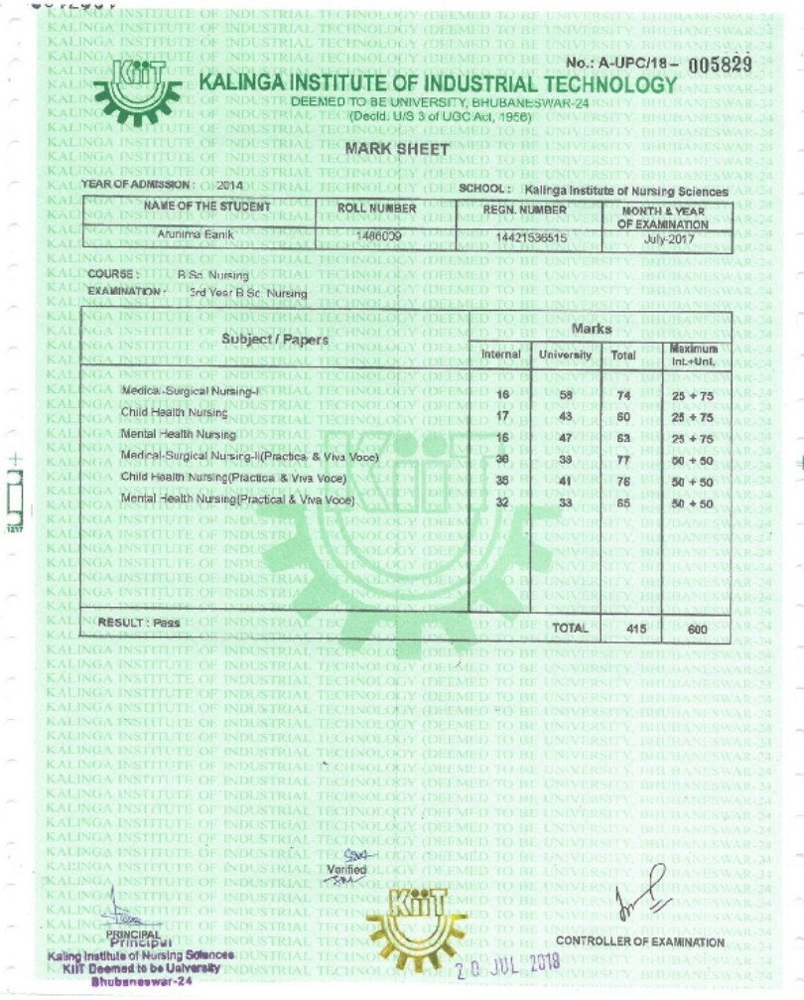 No.: A-UPC/18- 005829
KiiT
KALINGA INSTITUTE OF INDUSTRIAL TECHNOLOGY
DEEMED TO BE UNIVERSITY, BHUBANESWAR-24
(Decld. U/S 3 of UGC Act, 1956)
MARK SHEET
YEAR OF ADMISSION : 2014
SCHOOL : Kalinga Institute of Nursing Sciences
NAME OF THE STUDENT ROLL NUMBER REGN. NUMBER MONTH & YEAR
OF EXAMINATION
Arunima Banik 1486009 14421536515 July-2017
COURSE : B.Sc. Nursing
EXAMINATION : 3rd Year B.Sc. Nursing
Subject / Papers Marks
Internal University Total Maximum
Int.+Uni.
Medical-Surgical Nursing-I 16 58 74 25 + 75
Child Health Nursing 17 43 60 25 + 75
Mental Health Nursing 16 47 63 25 + 75
Medical-Surgical Nursing-II(Practical & Viva Voce) 38 39 77 50 + 50
Child Health Nursing(Practical & Viva Voce) 35 41 76 50 + 50
Mental Health Nursing(Practical & Viva Voce) 32 33 65 50 + 50
KiiT
RESULT : Pass TOTAL 415 600
Verified
KiiT
PRINCIPAL
Principal
Kaling Institute of Nursing Sciences
KIIT Deemed to be University
Bhubaneswar-24
CONTROLLER OF EXAMINATION
20 JUL 2018